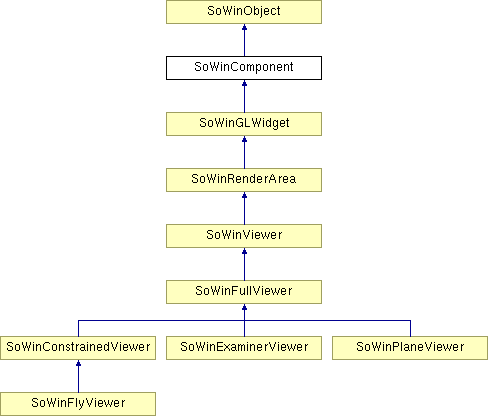 SoWinObject
SoWinComponent
SoWinGLWidget
SoWinRenderArea
SoWinViewer
SoWinFullViewer
SoWinConstrainedViewer
SoWinExaminerViewer
SoWinPlaneViewer
SoWinFlyViewer